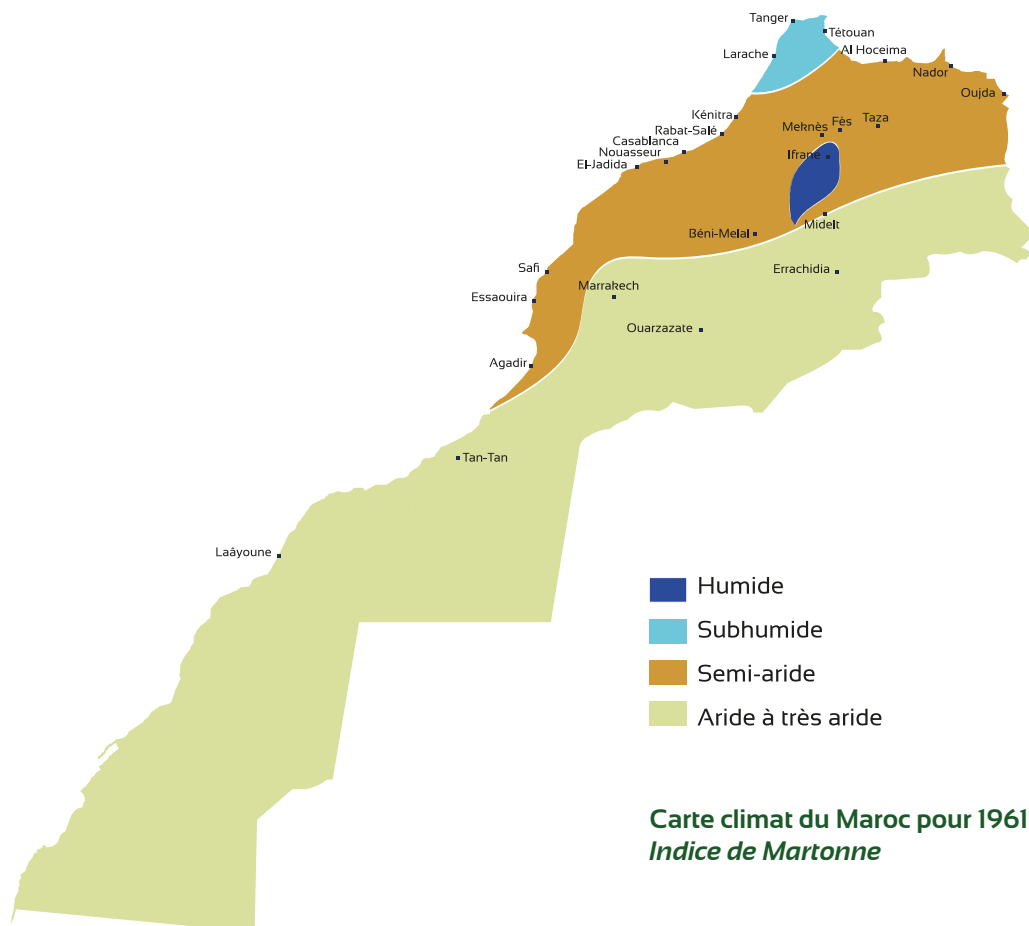 Tanger
Tétouan
Al Hoceima
Larache
Nador
Oujda
Kénitra
Fès
Taza
Meknès
Rabat-Salé
Casablanca
Nouasseur
El-Jadida
Ifrane
Midelt
Béni-Melal
Safi
Errachidia
Marrakech
Essaouira
Ouarzazate
Agadir
Tan-Tan
Laâyoune
Humide
Subhumide
Semi-aride
Aride à très aride
Carte climat du Maroc pour 1961
Indice de Martonne